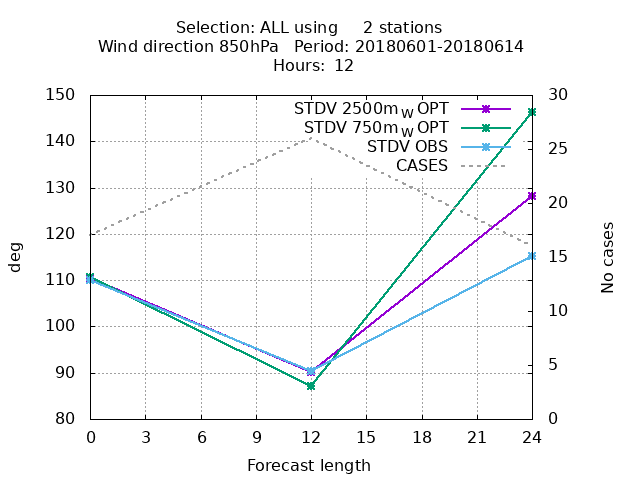 Selection: ALL using     2 stations
Wind direction 850hPa   Period: 20180601-20180614
Hours:  12
150
140
130
120
110
100
90
80
deg
30
25
20
15
10
5
0
No cases
STDV 2500m_W OPT
STDV 750m_W OPT
STDV OBS
CASES
0 3 6 9 12 15 18 21 24
Forecast length